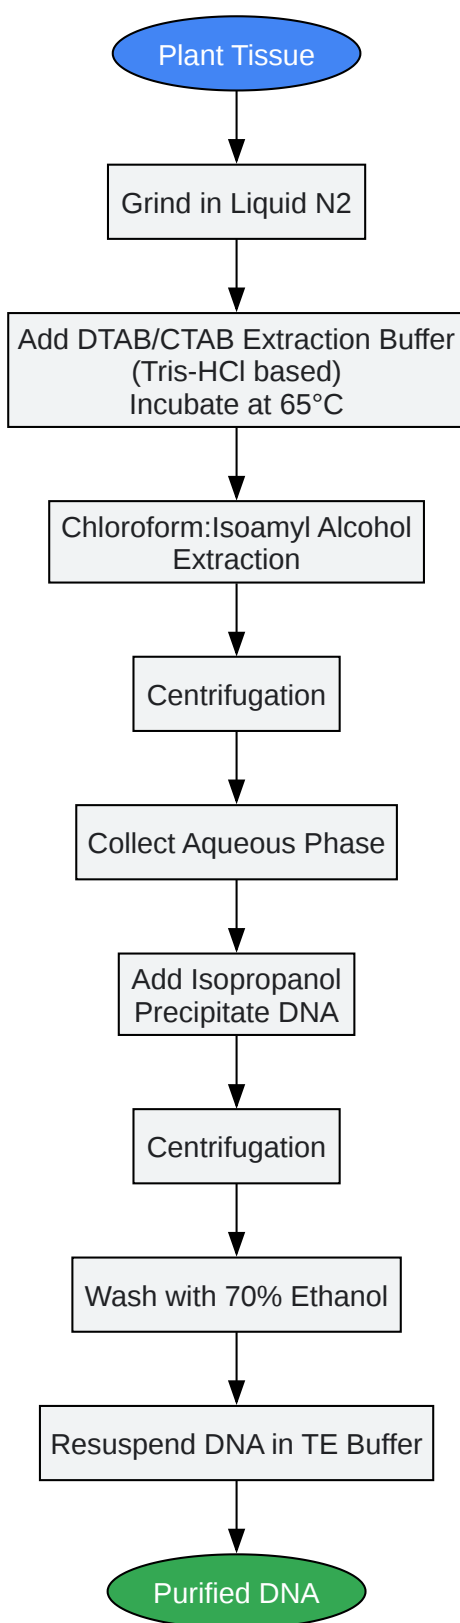 Plant Tissue
Grind in Liquid N2
Add DTAB/CTAB Extraction Buffer
(Tris-HCl based)
Incubate at 65°C
Chloroform:Isoamyl Alcohol
Extraction
Centrifugation
Collect Aqueous Phase
Add Isopropanol
Precipitate DNA
Centrifugation
Wash with 70% Ethanol
Resuspend DNA in TE Buffer
Purified DNA